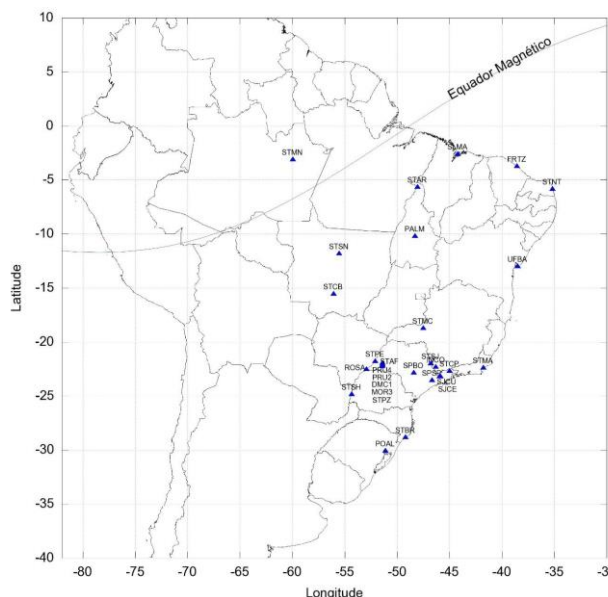 10
5
Equador Magnético
0
SLMA
STMN
FRTZ
-5
STAR
STNT
-10
PALM
STSN
UFBA
-15
STCB
STMC
-20
STPE
STAF
STCP
STMA
ROSA
PRU1
SPBO
PRU2
SJCU
DMC1
SJCE
STSH
MOR3
-25
STPZ
STBR
-30
POAL
-35
-40
-80 -75 -70 -65 -60 -55 -50 -45 -40 -35 -30
Latitude
Longitude